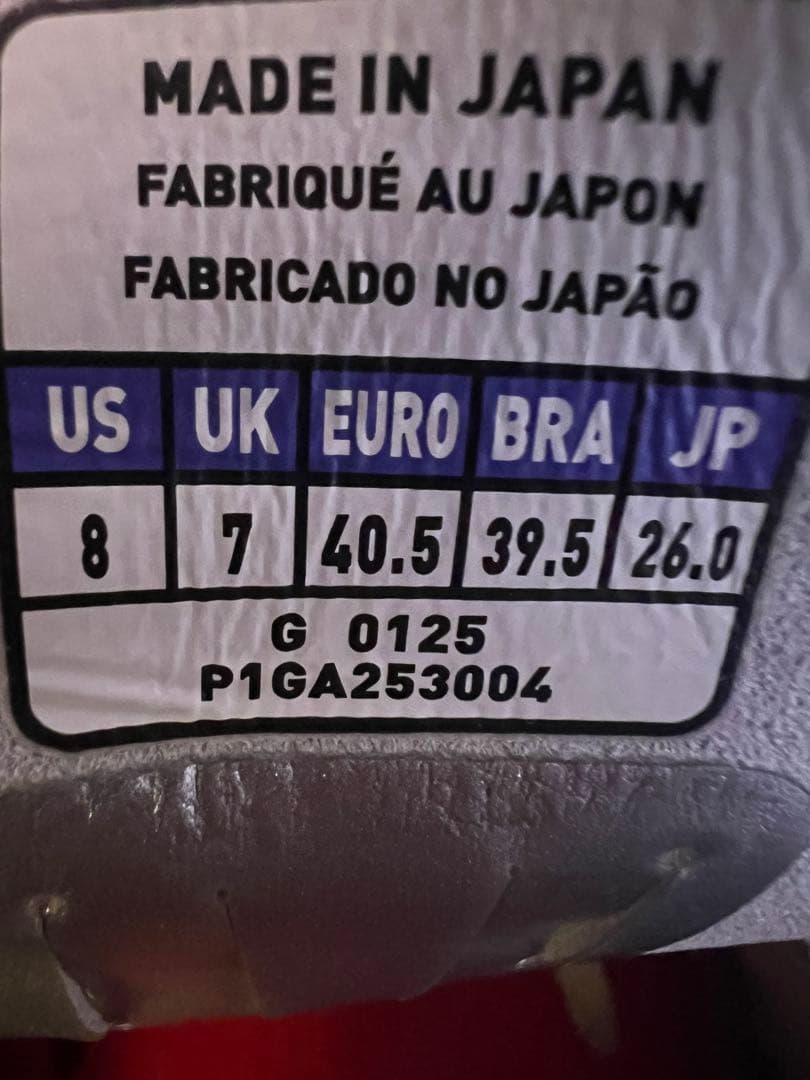 MADE IN JAPAN
FABRIQUÉ AU JAPON
FABRICADO NO JAPÃO
US UK EURO BRA JP
8 7 40.5 39.5 26.0
G 0125
P1GA253004